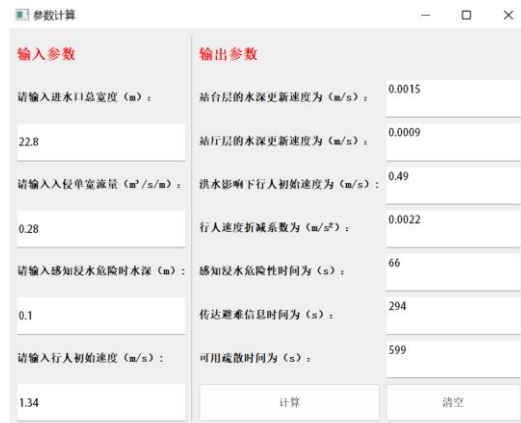 参数计算
输入参数
请输入进水口总宽度（m）：
22.8
请输入入侵单宽流量（m³/s/m）：
0.28
请输入感知浸水危险时水深（m）：
0.1
请输入行人初始速度（m/s）：
1.34
输出参数
站台层的水深更新速度为（m/s）：
0.0015
站厅层的水深更新速度为（m/s）：
0.0009
洪水影响下行人初始速度为（m/s）：
0.49
行人速度折减系数为（m/s²）：
0.0022
感知浸水危险性时间为（s）：
66
传达避难信息时间为（s）：
294
可用疏散时间为（s）：
599
计算
清空